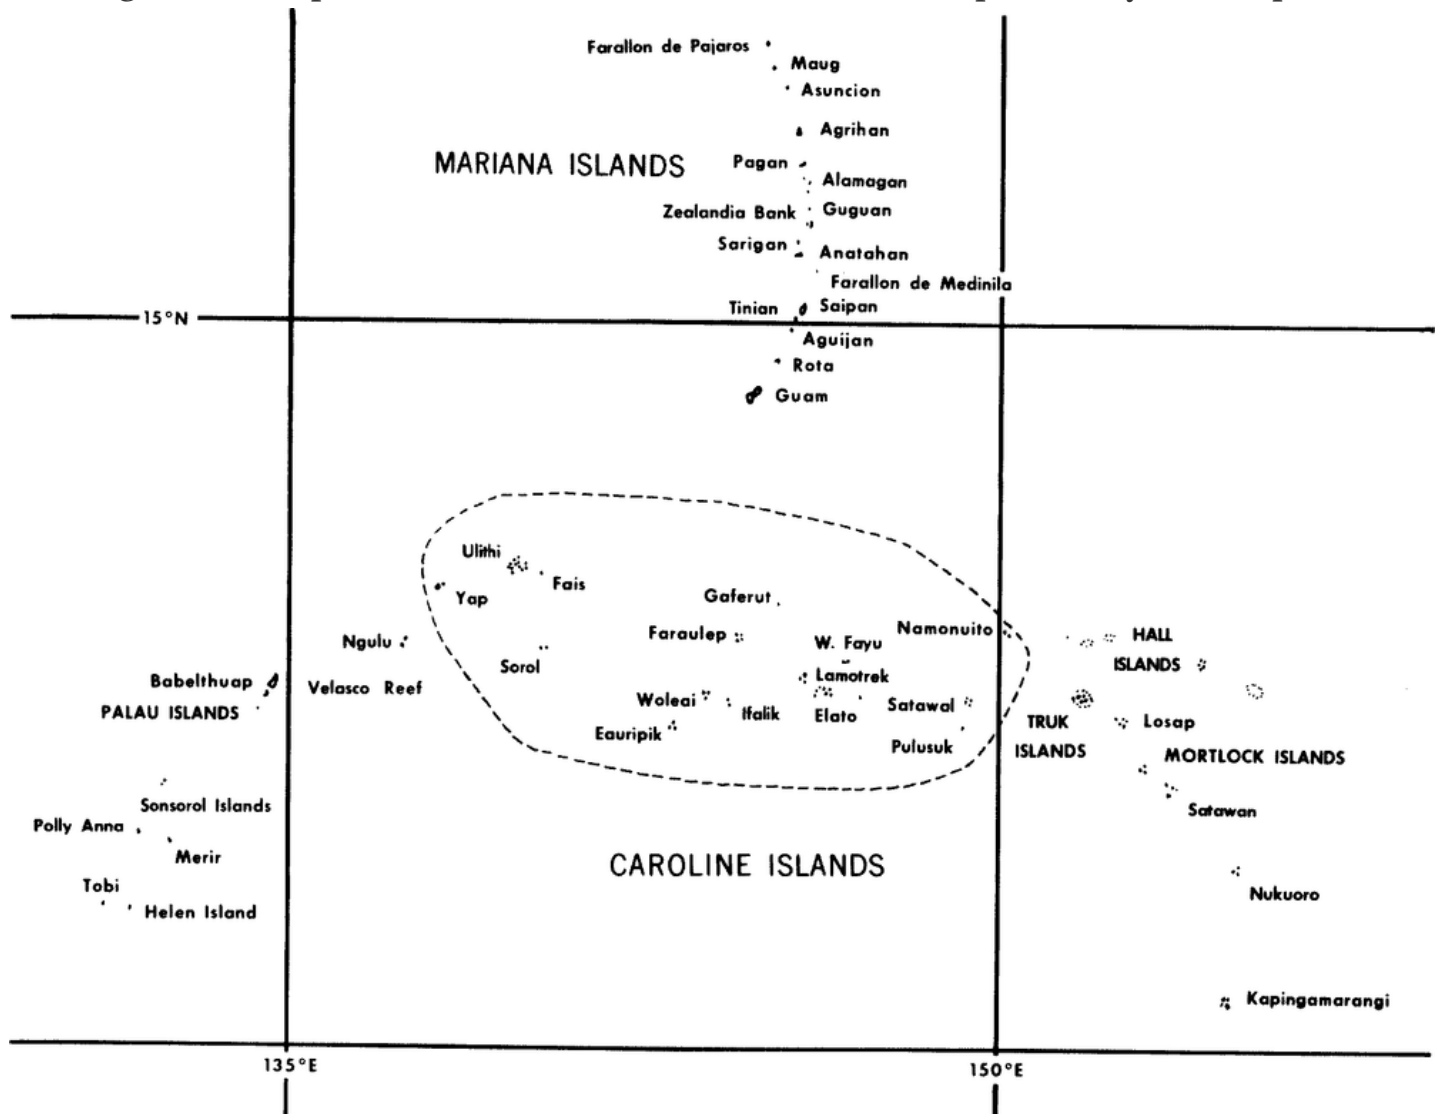 Farallon de Pajaros
Maug
Asuncion
Agrihan
MARIANA ISLANDS
Pagan
Alamagan
Zealandia Bank
Guguan
Sarigan
Anatahan
Farallon de Medinila
Tinian
Saipan
15°N
Aguijan
Rota
Guam
Ulithi
Fais
Yap
Gaferut
Ngulu
Faraulep
W. Fayu
Namonuito
HALL
ISLANDS
Sorol
Babelthuap
Velasco Reef
PALAU ISLANDS
Woleai
Ifalik
Lamotrek
Elato
Satawal
Eauripik
Pulusuk
TRUK
ISLANDS
Losap
MORTLOCK ISLANDS
Satawan
Sonsorol Islands
Polly Anna
Merir
Tobi
Helen Island
CAROLINE ISLANDS
Nukuoro
Kapingamarangi
135°E
150°E